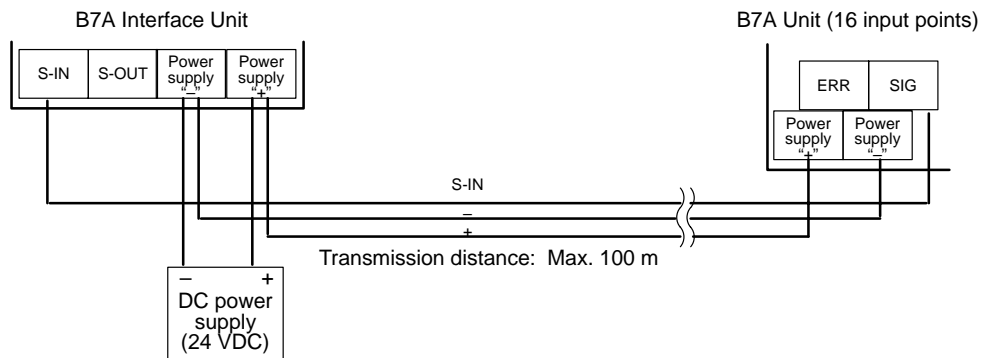 B7A Interface Unit
B7A Unit (16 input points)
S-IN
S-OUT
Power
supply
“–”
Power
supply
“+”
ERR
SIG
Power
supply
“+”
Power
supply
“–”
S-IN
–
+
Transmission distance: Max. 100 m
– +
DC power
supply
(24 VDC)